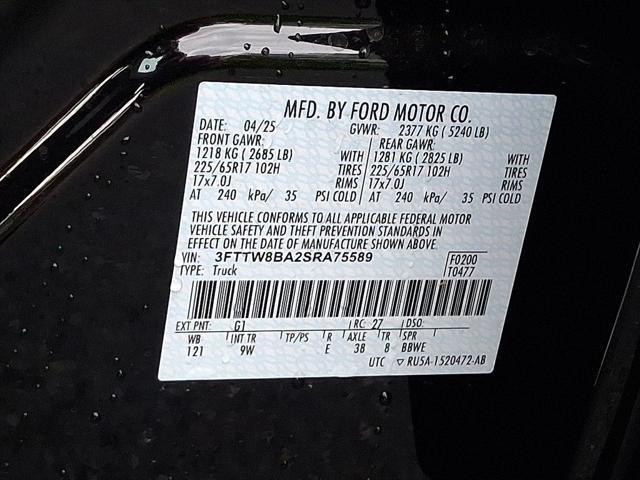 MFD. BY FORD MOTOR CO.
DATE: 04/25 GVWR: 2377 KG ( 5240 LB)
FRONT GAWR: REAR GAWR:
1218 KG ( 2685 LB) WITH 1281 KG ( 2825 LB) WITH
225/65R17 102H TIRES 225/65R17 102H TIRES
17x7.0J RIMS 17x7.0J RIMS
AT 240 kPa/ 35 PSI COLD AT 240 kPa/ 35 PSI COLD
THIS VEHICLE CONFORMS TO ALL APPLICABLE FEDERAL MOTOR
VEHICLE SAFETY AND THEFT PREVENTION STANDARDS IN
EFFECT ON THE DATE OF MANUFACTURE SHOWN ABOVE.
VIN: 3FTTW8BA2SRA75589 F0200
TYPE: Truck T0477
EXT PNT: G1 RC: 27 DSO:
WB INT TR TP/PS R AXLE TR SPR
121 9W E 38 8 BBWE
UTC ▽ RU5A-1520472-AB